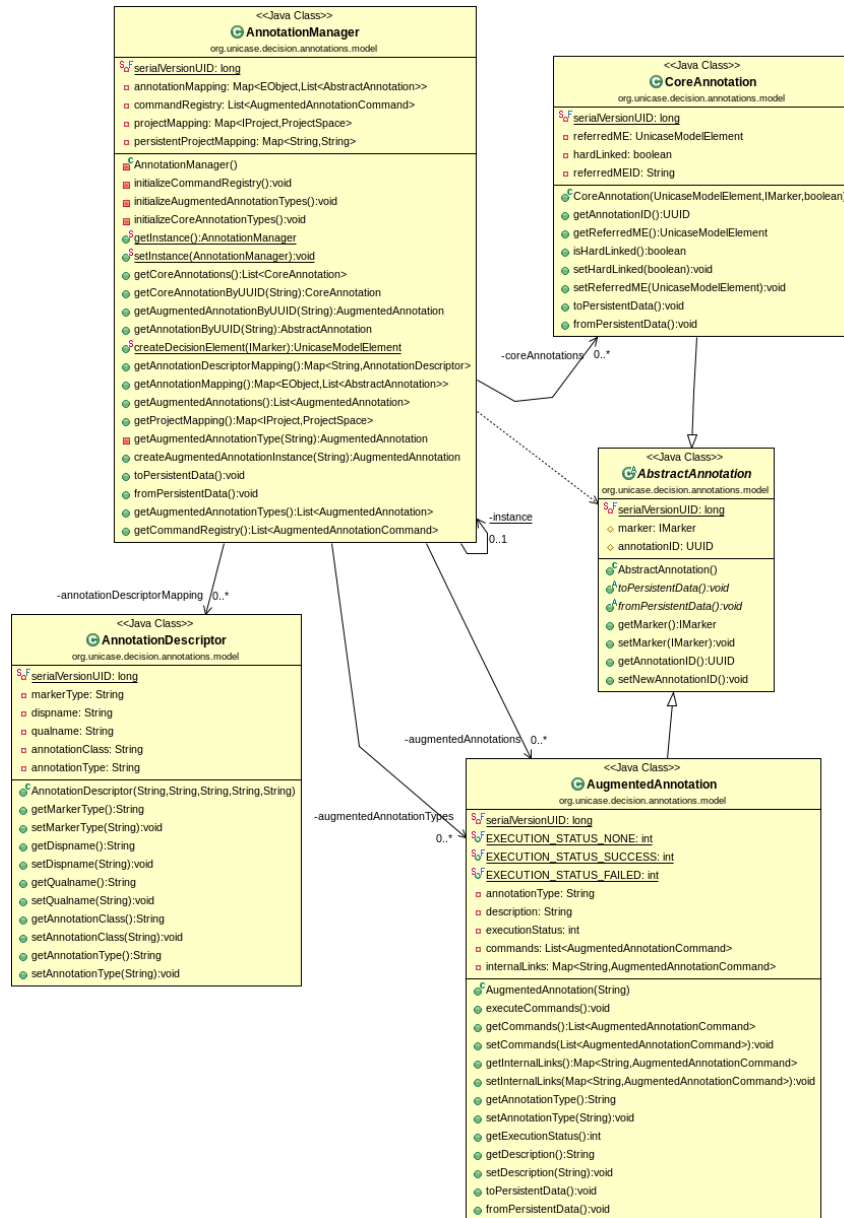 <<Java Class>>
AnnotationManager
org.unicase.decision.annotations.model
serialVersionUID: long
annotationMapping: Map<EObject,List<AbstractAnnotation>>
commandRegistry: List<AugmentedAnnotationCommand>
projectMapping: Map<IProject,ProjectSpace>
persistentProjectMapping: Map<String,String>
AnnotationManager()
initializeCommandRegistry():void
initializeAugmentedAnnotationTypes():void
initializeCoreAnnotationTypes():void
getInstance():AnnotationManager
setInstance(AnnotationManager):void
getCoreAnnotations():List<CoreAnnotation>
getCoreAnnotationByUUID(String):CoreAnnotation
getAugmentedAnnotationByUUID(String):AugmentedAnnotation
getAnnotationByUUID(String):AbstractAnnotation
createDecisionElement(IMarker):UnicaseModelElement
getAnnotationDescriptorMapping():Map<String,AnnotationDescriptor>
getAnnotationMapping():Map<EObject,List<AbstractAnnotation>>
getAugmentedAnnotations():List<AugmentedAnnotation>
getProjectMapping():Map<IProject,ProjectSpace>
getAugmentedAnnotationType(String):AugmentedAnnotation
createAugmentedAnnotationInstance(String):AugmentedAnnotation
toPersistentData():void
fromPersistentData():void
getAugmentedAnnotationTypes():List<AugmentedAnnotation>
getCommandRegistry():List<AugmentedAnnotationCommand>
<<Java Class>>
CoreAnnotation
org.unicase.decision.annotations.model
serialVersionUID: long
referredME: UnicaseModelElement
hardLinked: boolean
referredMEID: String
CoreAnnotation(UnicaseModelElement,IMarker,boolean)
getAnnotationID():UUID
getReferredME():UnicaseModelElement
isHardLinked():boolean
setHardLinked(boolean):void
setReferredME(UnicaseModelElement):void
toPersistentData():void
fromPersistentData():void
-coreAnnotations 0..*
<<Java Class>>
AbstractAnnotation
org.unicase.decision.annotations.model
serialVersionUID: long
marker: IMarker
annotationID: UUID
AbstractAnnotation()
toPersistentData():void
fromPersistentData():void
getMarker():IMarker
setMarker(IMarker):void
getAnnotationID():UUID
setNewAnnotationID():void
-instance
0..1
-annotationDescriptorMapping 0..*
<<Java Class>>
AnnotationDescriptor
org.unicase.decision.annotations.model
serialVersionUID: long
markerType: String
dispname: String
qualname: String
annotationClass: String
annotationType: String
AnnotationDescriptor(String,String,String,String,String)
getMarkerType():String
setMarkerType(String):void
getDispname():String
setDispname(String):void
getQualname():String
setQualname(String):void
getAnnotationClass():String
setAnnotationClass(String):void
getAnnotationType():String
setAnnotationType(String):void
-augmentedAnnotations 0..*
-augmentedAnnotationTypes
0..*
<<Java Class>>
AugmentedAnnotation
org.unicase.decision.annotations.model
serialVersionUID: long
EXECUTION_STATUS_NONE: int
EXECUTION_STATUS_SUCCESS: int
EXECUTION_STATUS_FAILED: int
annotationType: String
description: String
executionStatus: int
commands: List<AugmentedAnnotationCommand>
internalLinks: Map<String,AugmentedAnnotationCommand>
AugmentedAnnotation(String)
executeCommands():void
getCommands():List<AugmentedAnnotationCommand>
setCommands(List<AugmentedAnnotationCommand>):void
getInternalLinks():Map<String,AugmentedAnnotationCommand>
setInternalLinks(Map<String,AugmentedAnnotationCommand>):void
getAnnotationType():String
setAnnotationType(String):void
getExecutionStatus():int
getDescription():String
setDescription(String):void
toPersistentData():void
fromPersistentData():void